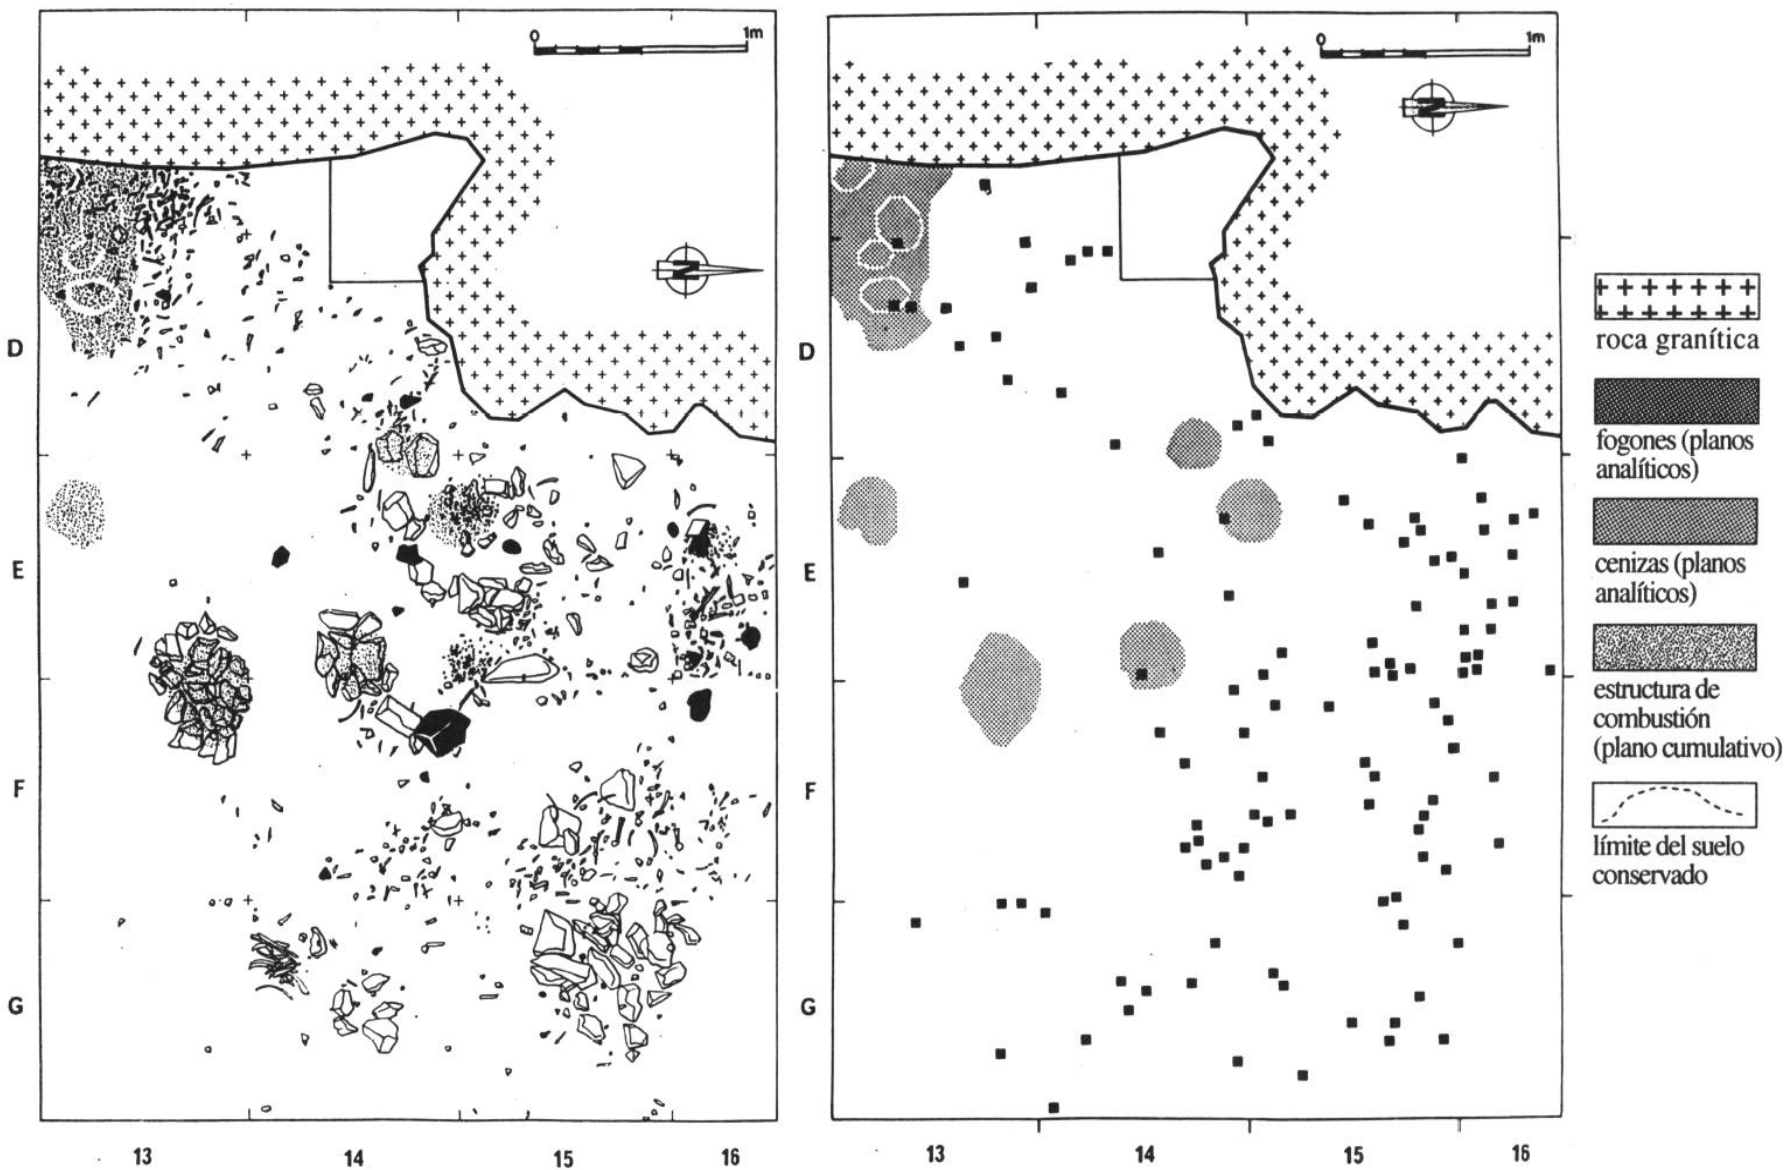 0 1m
0 1m
N
N
D
D
E
E
F
F
G
G
13 14 15 16
13 14 15 16
roca granítica
fogones (planos
analíticos)
cenizas (planos
analíticos)
estructura de
combustión
(plano cumulativo)
límite del suelo
conservado